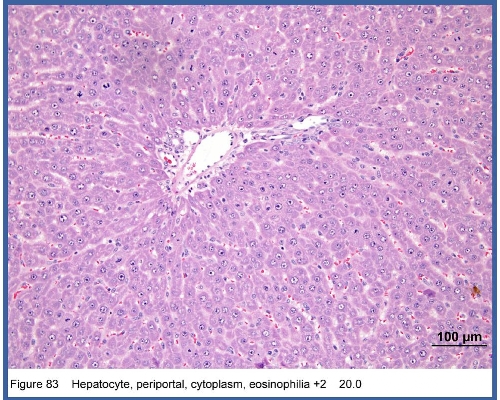 100 µm
Figure 83 Hepatocyte, periportal, cytoplasm, eosinophilia +2 20.0